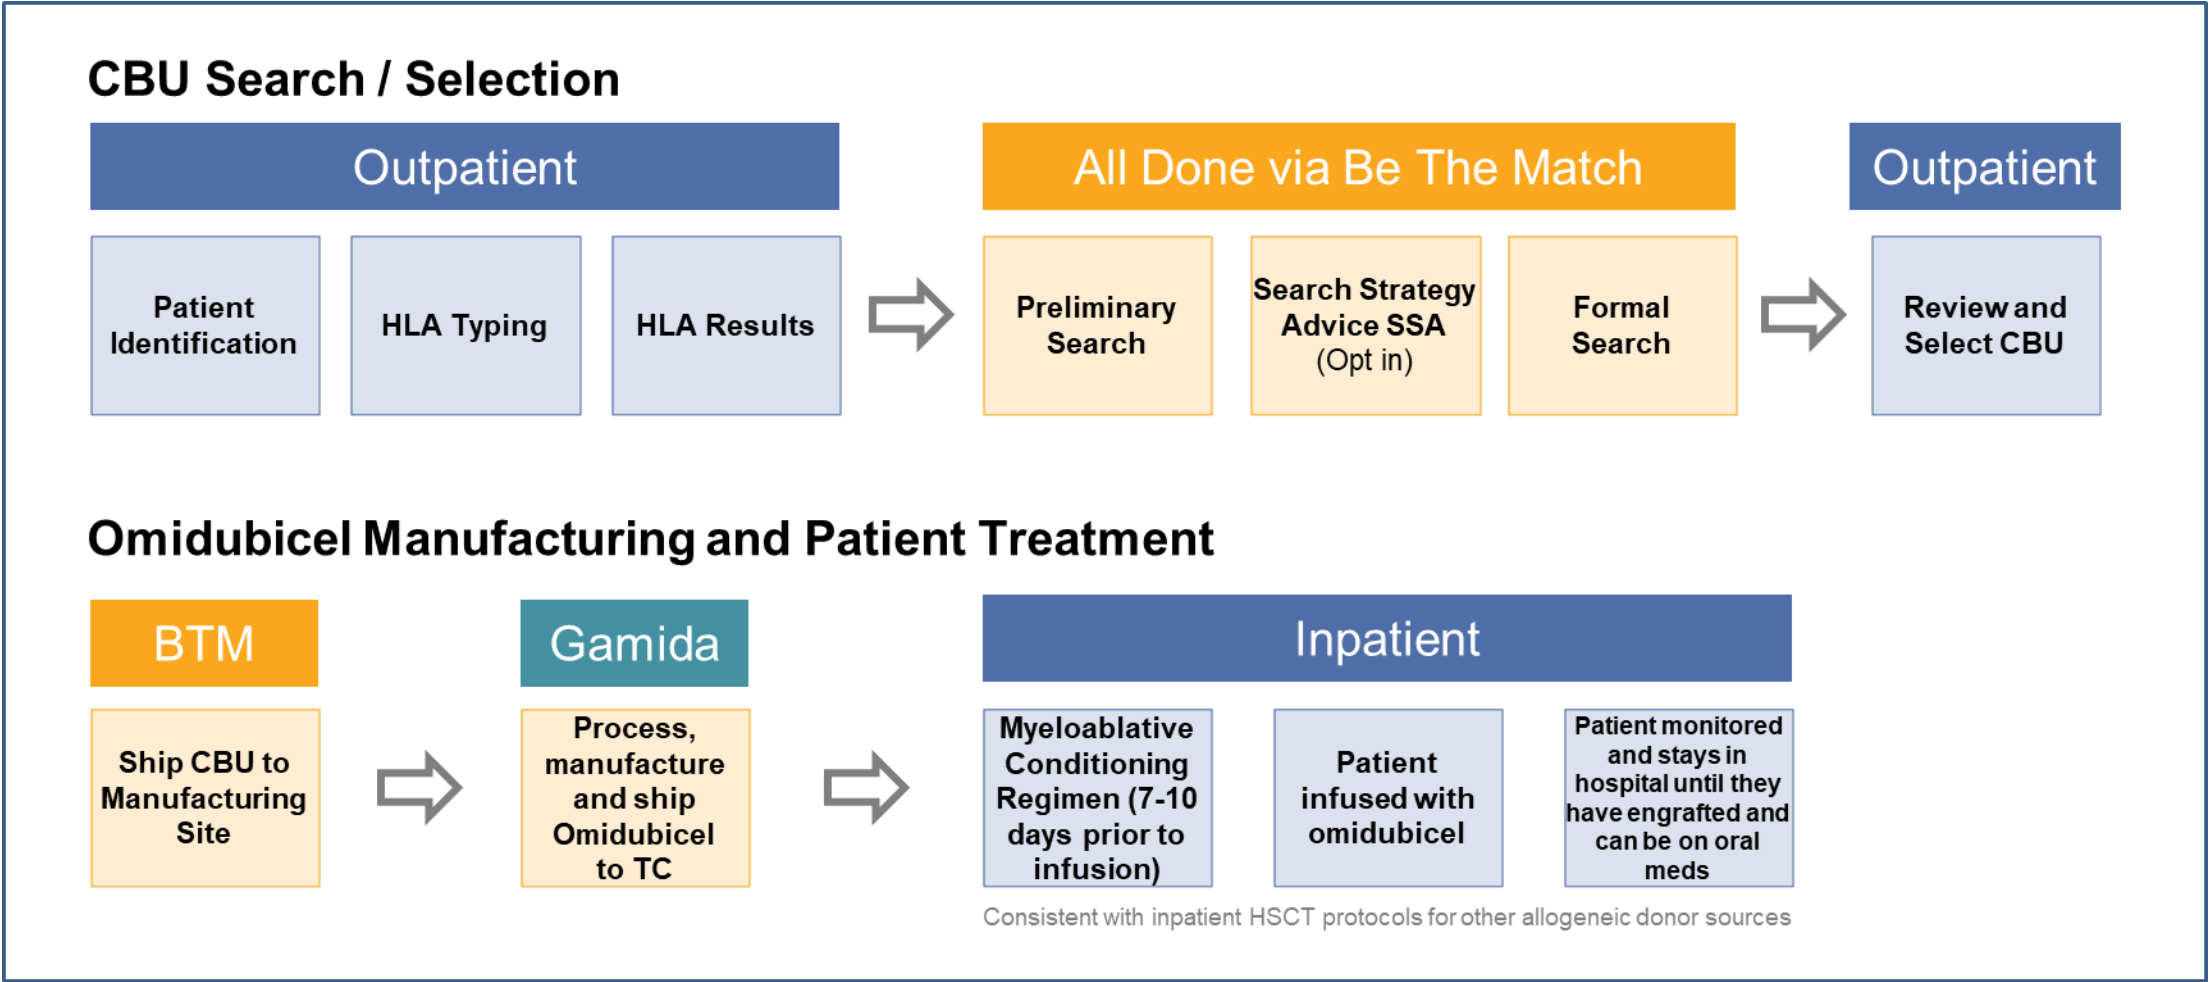 CBU Search / Selection
Outpatient
All Done via Be The Match
Outpatient
Patient
Identification
HLA Typing
HLA Results
Preliminary
Search
Search Strategy
Advice SSA
(Opt in)
Formal
Search
Review and
Select CBU
Omidubicel Manufacturing and Patient Treatment
BTM
Gamida
Inpatient
Ship CBU to
Manufacturing
Site
Process,
manufacture
and ship
Omidubicel
to TC
Myeloablative
Conditioning
Regimen (7-10
days prior to
infusion)
Patient
infused with
omidubicel
Patient monitored
and stays in
hospital until they
have engrafted and
can be on oral
meds
Consistent with inpatient HSCT protocols for other allogeneic donor sources